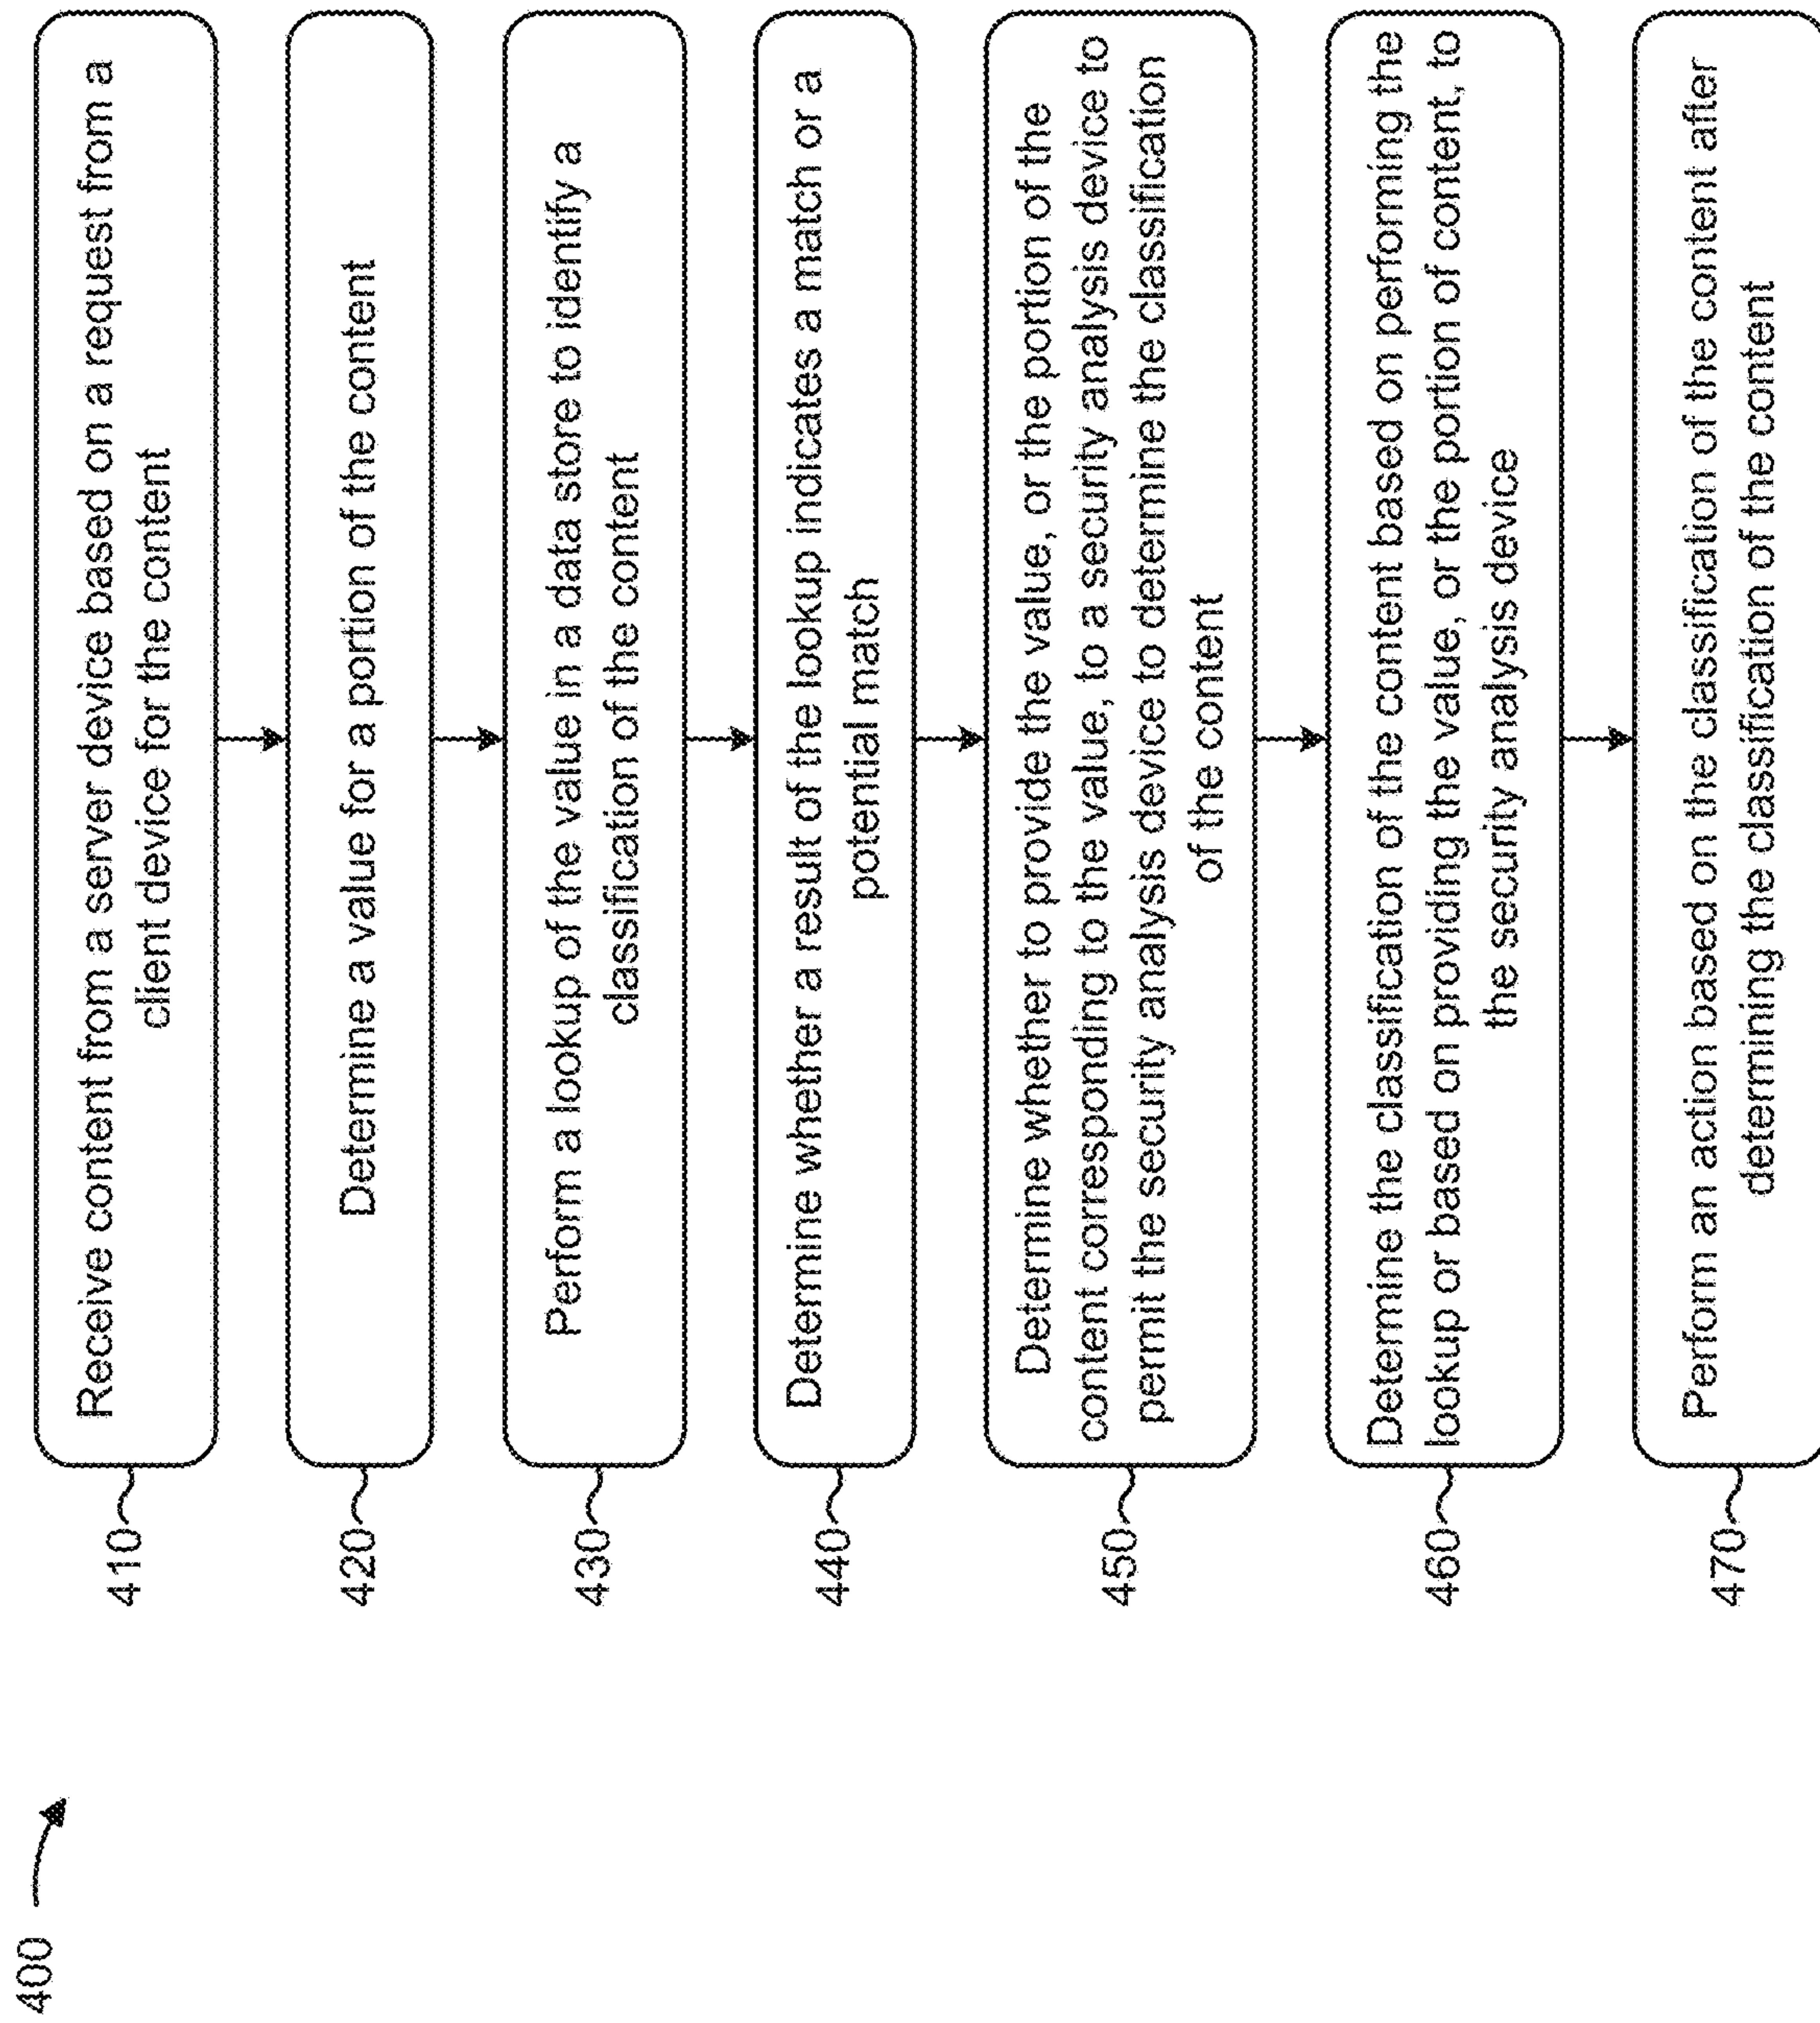 400
410
Receive content from a server device based on a request from a
client device for the content
420
Determine a value for a portion of the content
430
Perform a lookup of the value in a data store to identify a
classification of the content
440
Determine whether a result of the lookup indicates a match or a
potential match
450
Determine whether to provide the value, or the portion of the
content corresponding to the value, to a security analysis device to
permit the security analysis device to determine the classification
of the content
460
Determine the classification of the content based on performing the
lookup or based on providing the value, or the portion of content, to
the security analysis device
470
Perform an action based on the classification of the content after
determining the classification of the content